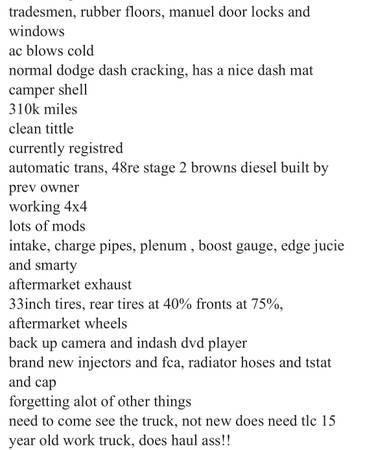 tradesmen, rubber floors, manuel door locks and
windows
ac blows cold
normal dodge dash cracking, has a nice dash mat
camper shell
310k miles
clean tittle
currently registred
automatic trans, 48re stage 2 browns diesel built by
prev owner
working 4x4
lots of mods
intake, charge pipes, plenum , boost gauge, edge jucie
and smarty
aftermarket exhaust
33inch tires, rear tires at 40% fronts at 75%,
aftermarket wheels
back up camera and indash dvd player
brand new injectors and fca, radiator hoses and tstat
and cap
forgetting alot of other things
need to come see the truck, not new does need tlc 15
year old work truck, does haul ass!!